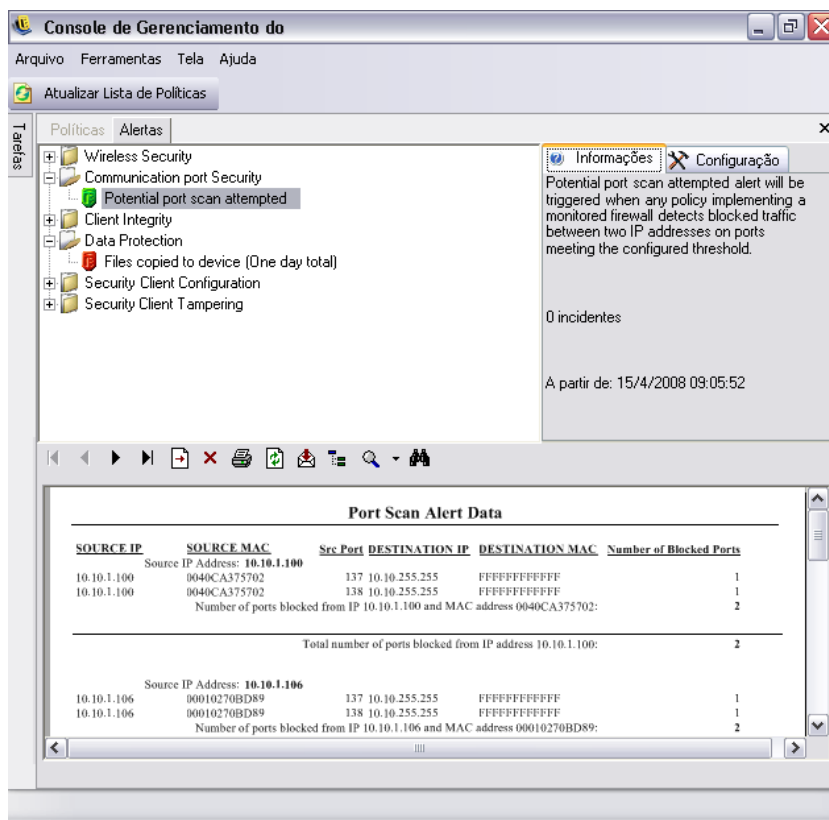 Console de Gerenciamento do
Arquivo Ferramentas Tela Ajuda
Atualizar Lista de Políticas
Tarefas
Políticas Alertas
Wireless Security
Communication port Security
Potential port scan attempted
Client Integrity
Data Protection
Files copied to device (One day total)
Security Client Configuration
Security Client Tampering
Informações Configuração
Potential port scan attempted alert will be
triggered when any policy implementing a
monitored firewall detects blocked traffic
between two IP addresses on ports
meeting the configured threshold.
0 incidentes
A partir de: 15/4/2008 09:05:52
Port Scan Alert Data
SOURCE IP SOURCE MAC Src Port DESTINATION IP DESTINATION MAC Number of Blocked Ports
Source IP Address: 10.10.1.100
10.10.1.100 0040CA375702 137 10.10.255.255 FFFFFFFFFFFF 1
10.10.1.100 0040CA375702 138 10.10.255.255 FFFFFFFFFFFF 1
Number of ports blocked from IP 10.10.1.100 and MAC address 0040CA375702: 2
Total number of ports blocked from IP address 10.10.1.100: 2
Source IP Address: 10.10.1.106
10.10.1.106 00010270BD89 137 10.10.255.255 FFFFFFFFFFFF 1
10.10.1.106 00010270BD89 138 10.10.255.255 FFFFFFFFFFFF 1
Number of ports blocked from IP 10.10.1.106 and MAC address 00010270BD89: 2